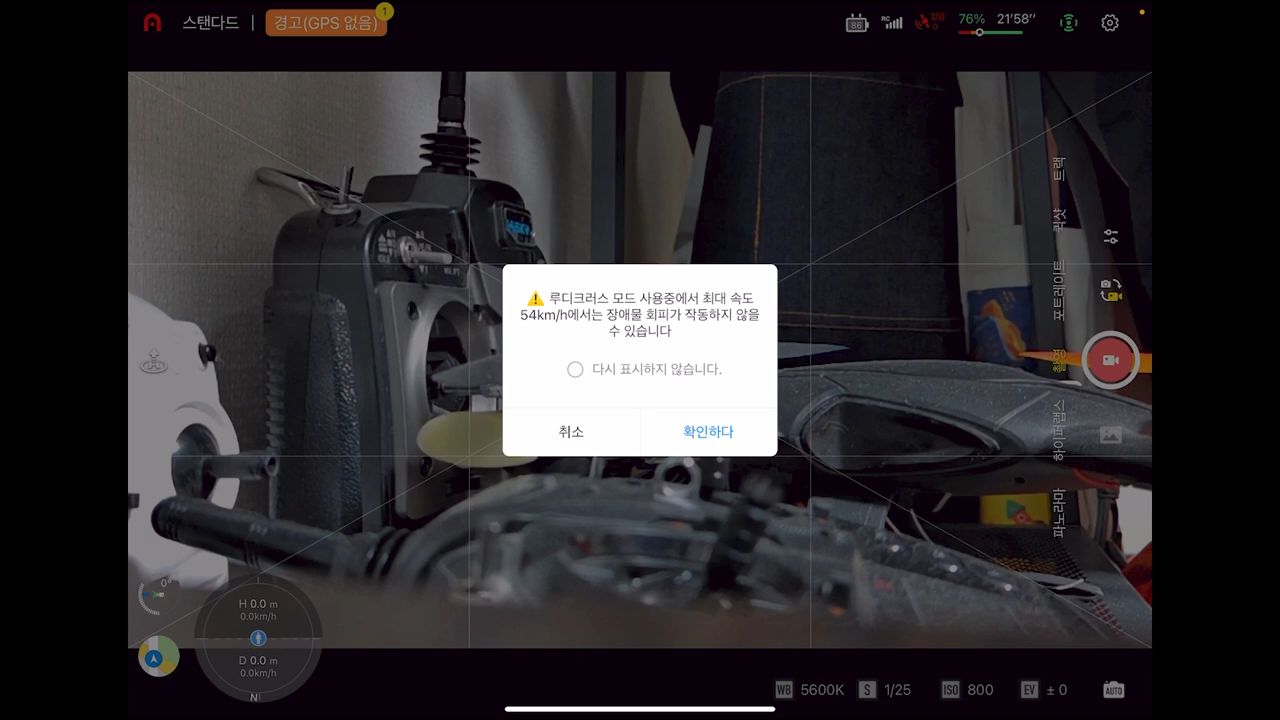 스탠다드
경고(GPS 없음)
1
86
RC
76%
21'58''
⚠ 루디크러스 모드 사용중에서 최대 속도
54km/h에서는 장애물 회피가 작동하지 않을
수 있습니다
다시 표시하지 않습니다.
취소
확인하다
트랙
퀵샷
포트레이트
촬영
하이퍼랩스
파노라마
0°
H 0.0 m
0.0km/h
D 0.0 m
0.0km/h
N
WB 5600K
S 1/25
ISO 800
EV ± 0
AUTO